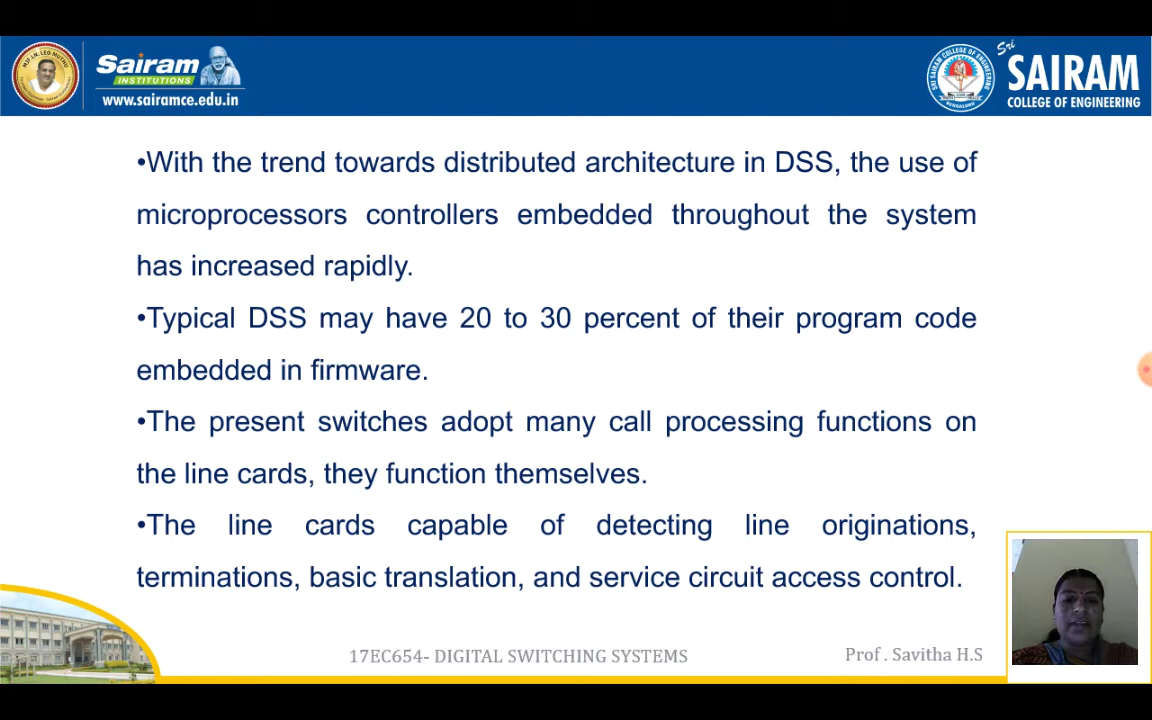 Sairam
INSTITUTIONS
www.sairamce.edu.in
Sri
SAIRAM
COLLEGE OF ENGINEERING
•With the trend towards distributed architecture in DSS, the use of
microprocessors controllers embedded throughout the system
has increased rapidly.
•Typical DSS may have 20 to 30 percent of their program code
embedded in firmware.
•The present switches adopt many call processing functions on
the line cards, they function themselves.
•The line cards capable of detecting line originations,
terminations, basic translation, and service circuit access control.
17EC654- DIGITAL SWITCHING SYSTEMS
Prof . Savitha H.S